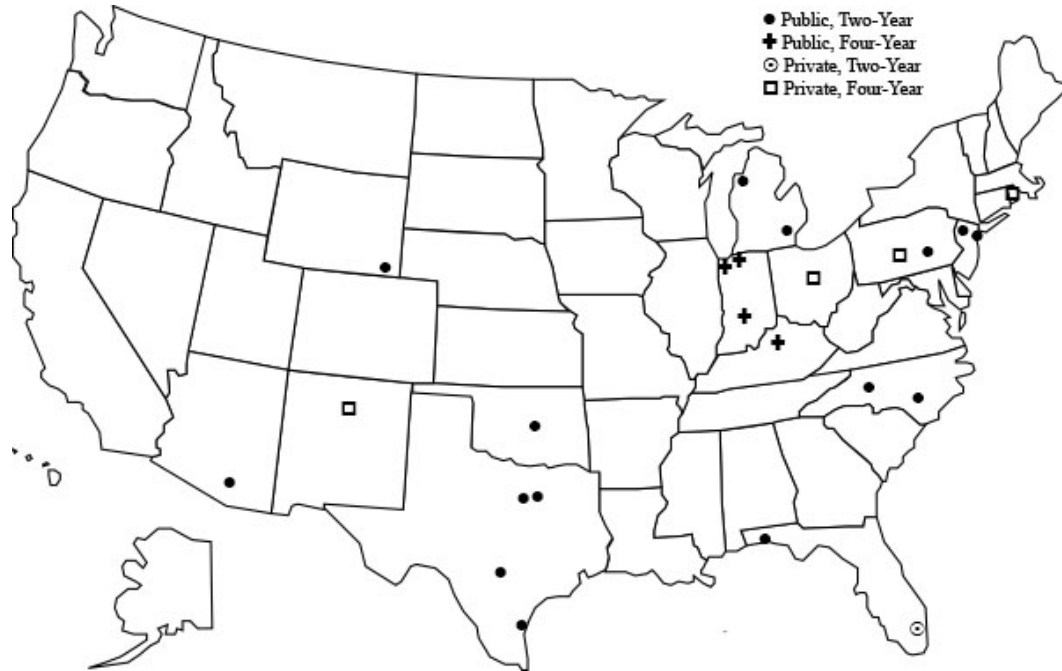 Public, Two-Year
Public, Four-Year
Private, Two-Year
Private, Four-Year